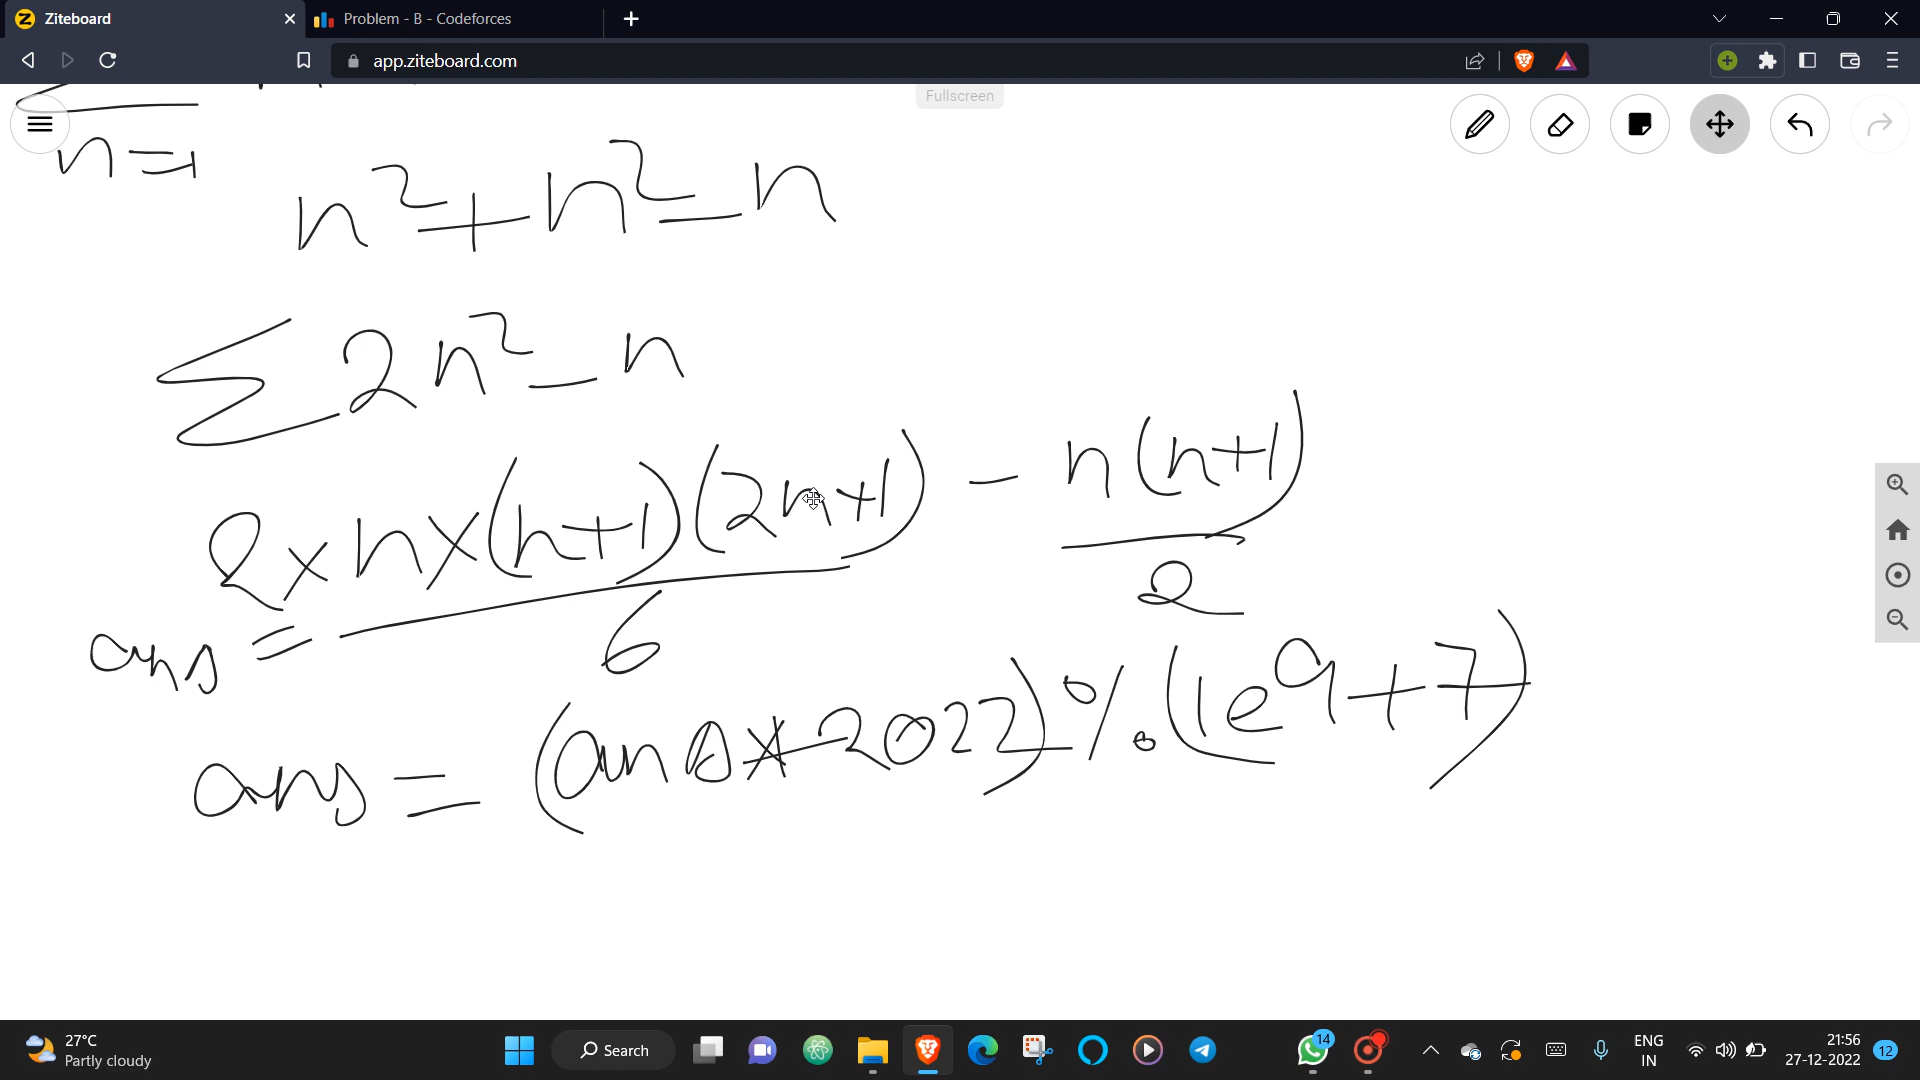 Ziteboard
Problem - B - Codeforces
app.ziteboard.com
Fullscreen
n=1
n²+n²-n
∑2n²-n
2×n×(n+1)(2n+1) - n(n+1)
ans = 6 2
ans = (ans*2022)%(1e9+7)
27°C
Partly cloudy
Search
14
ENG
IN
21:56
27-12-2022
12